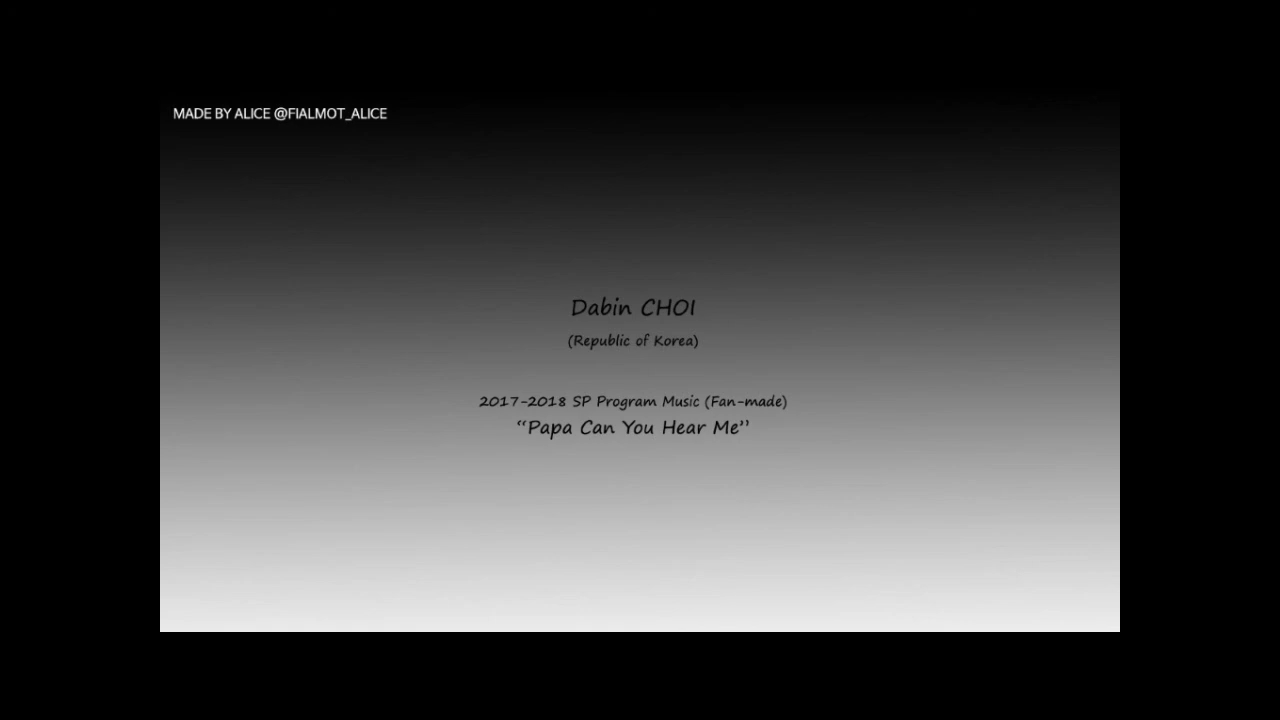 MADE BY ALICE @FIALMOT_ALICE
Dabin CHOI
(Republic of Korea)
2017-2018 SP Program Music (Fan-made)
“Papa Can You Hear Me”